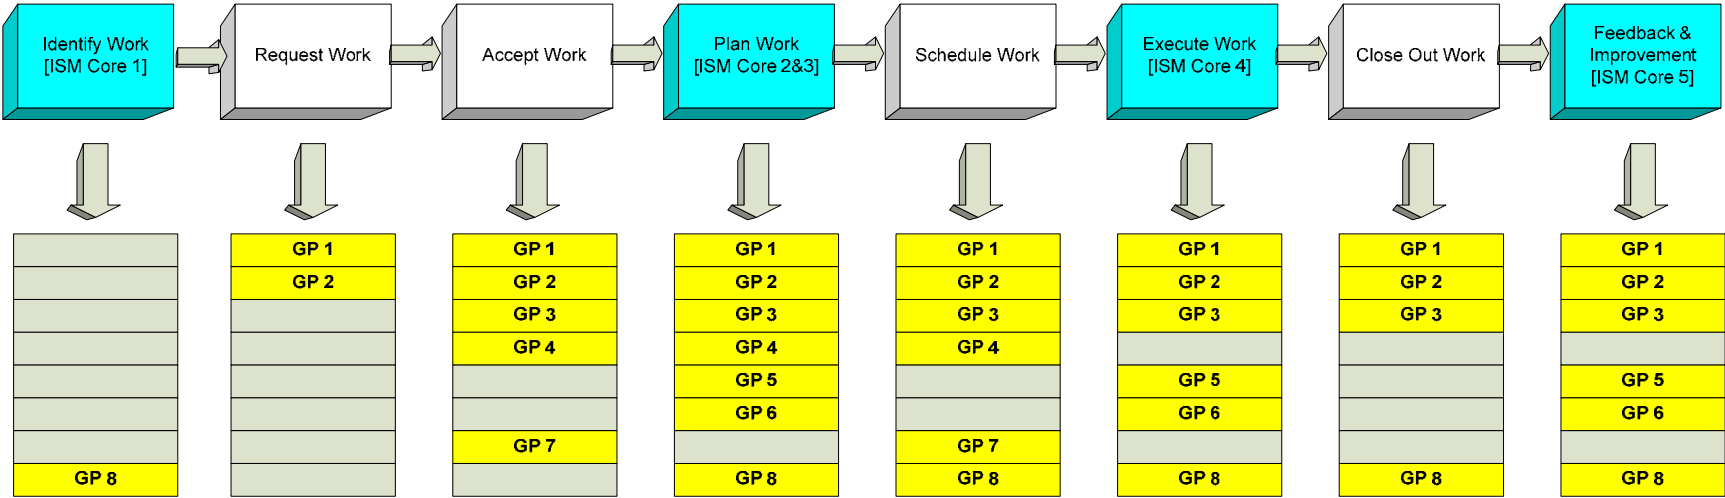 Identify Work
[ISM Core 1]
Request Work
Accept Work
Plan Work
[ISM Core 2&3]
Schedule Work
Execute Work
[ISM Core 4]
Close Out Work
Feedback &
Improvement
[ISM Core 5]
GP 8
GP 1
GP 2
GP 1
GP 2
GP 3
GP 4
GP 7
GP 1
GP 2
GP 3
GP 4
GP 5
GP 6
GP 8
GP 1
GP 2
GP 3
GP 4
GP 7
GP 8
GP 1
GP 2
GP 3
GP 5
GP 6
GP 8
GP 1
GP 2
GP 3
GP 8
GP 1
GP 2
GP 3
GP 5
GP 6
GP 8